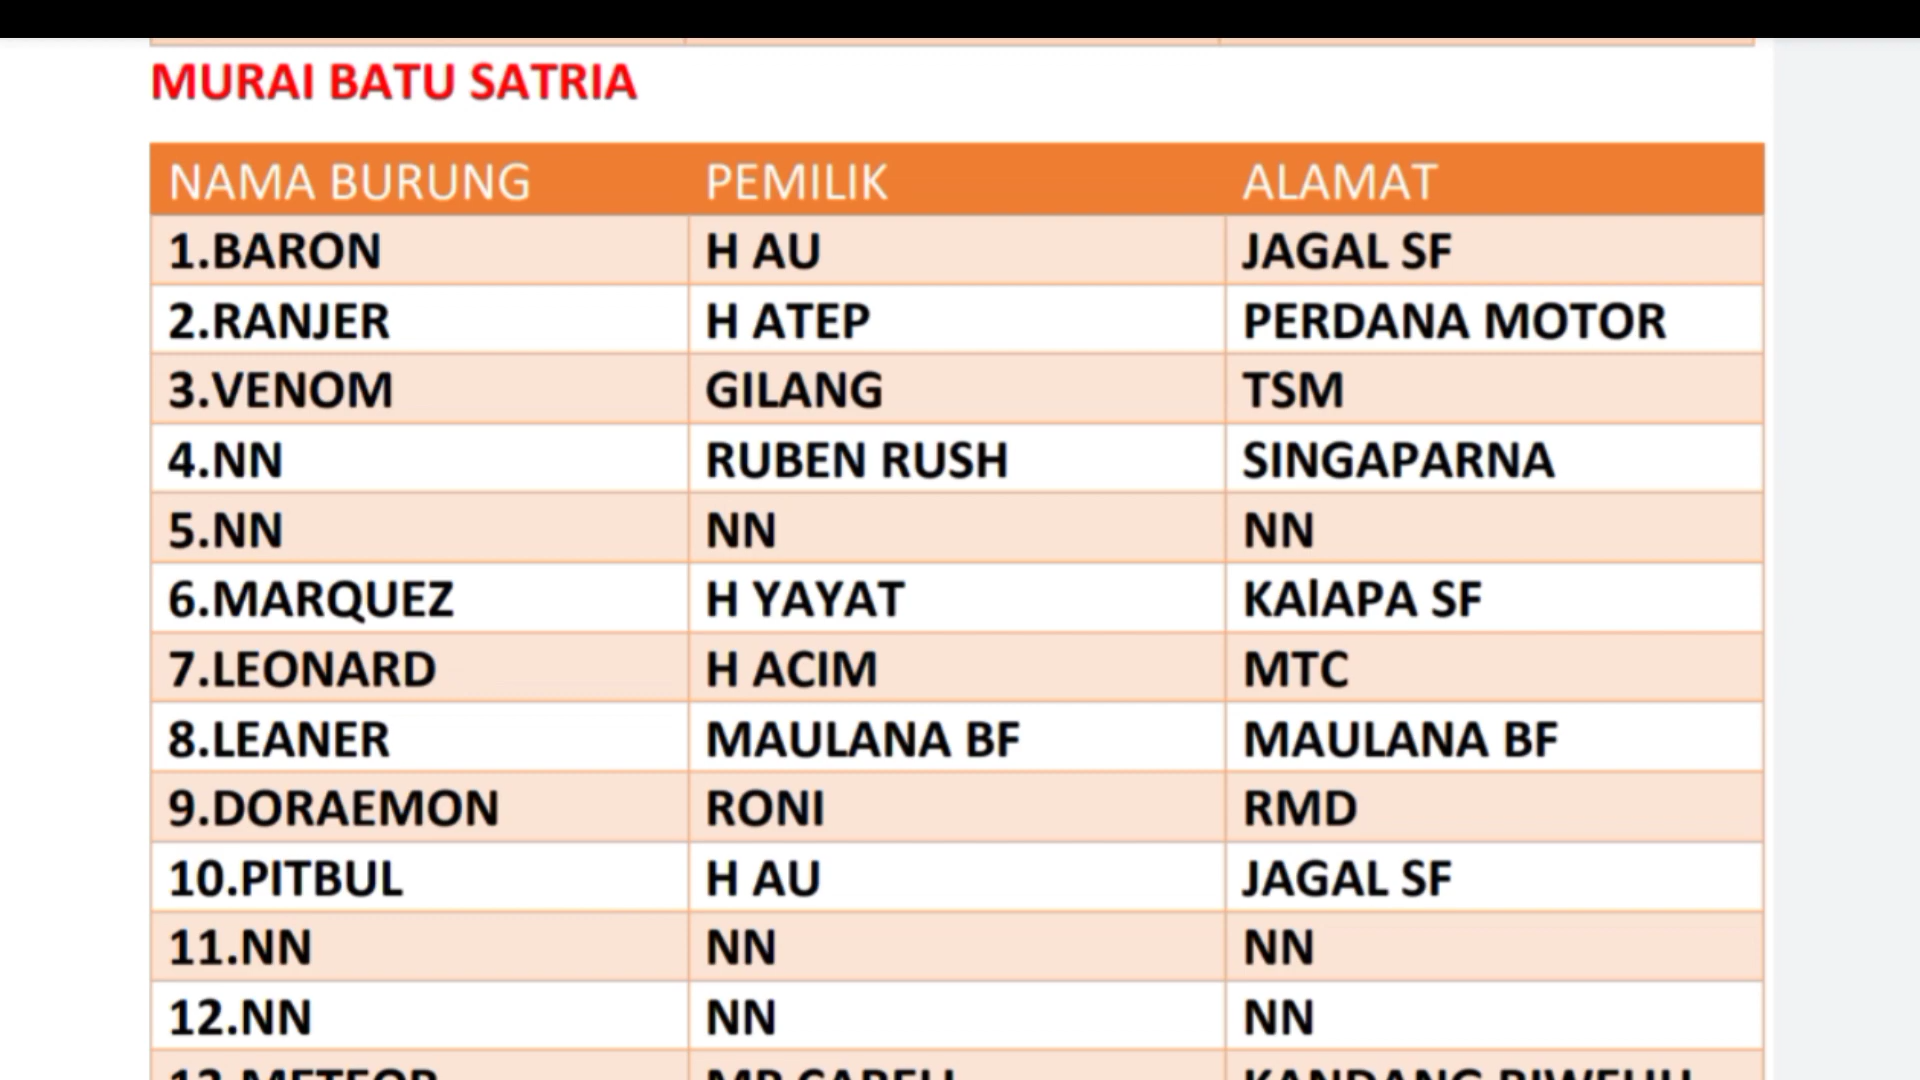 MURAI BATU SATRIA
NAMA BURUNG PEMILIK ALAMAT
1.BARON H AU JAGAL SF
2.RANJER H ATEP PERDANA MOTOR
3.VENOM GILANG TSM
4.NN RUBEN RUSH SINGAPARNA
5.NN NN NN
6.MARQUEZ H YAYAT KAlAPA SF
7.LEONARD H ACIM MTC
8.LEANER MAULANA BF MAULANA BF
9.DORAEMON RONI RMD
10.PITBUL H AU JAGAL SF
11.NN NN NN
12.NN NN NN
13.METEOR KANDANG